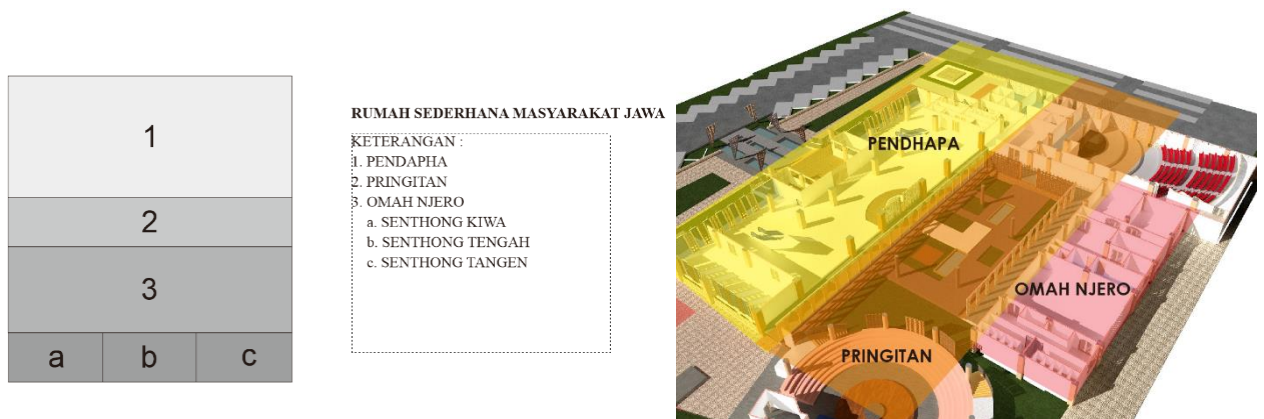 1
2
3
a b c
RUMAH SEDERHANA MASYARAKAT JAWA
KETERANGAN :
1. PENDAPHA
2. PRINGITAN
3. OMAH NJERO
a. SENTHONG KIWA
b. SENTHONG TENGAH
c. SENTHONG TANGEN
PENDHAPA
OMAH NJERO
PRINGITAN